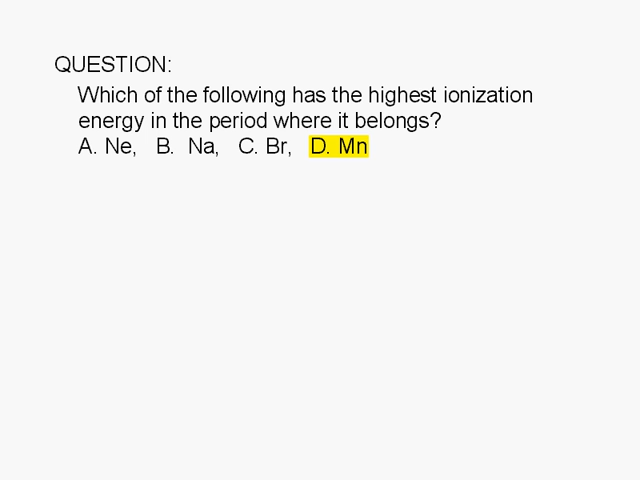 QUESTION:
Which of the following has the highest ionization
energy in the period where it belongs?
A. Ne,   B.  Na,   C. Br,   D. Mn